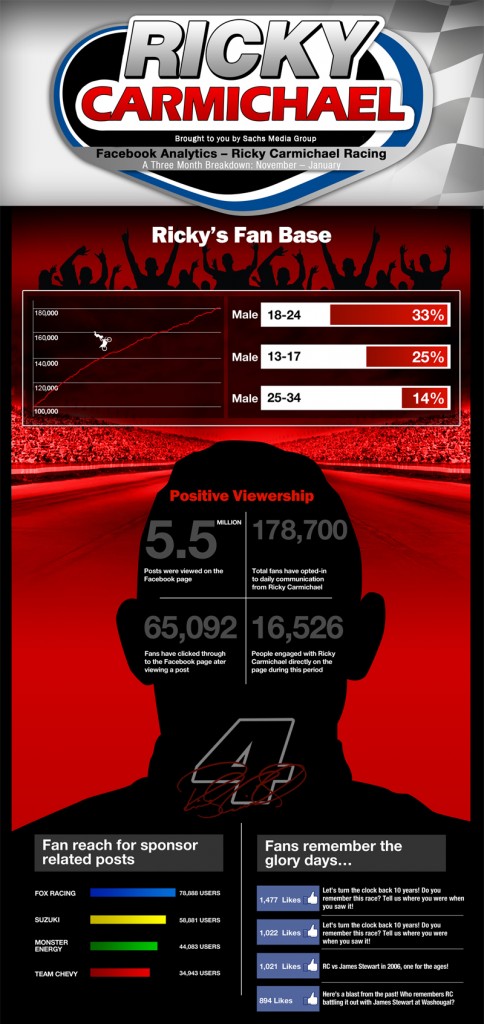 RICKY
CARMICHAEL
Brought to you by Sachs Media Group
Facebook Analytics – Ricky Carmichael Racing
A Three Month Breakdown: November – January
Ricky's Fan Base
180,000
160,000
140,000
120,000
100,000
Male 18-24 33%
Male 13-17 25%
Male 25-34 14%
Positive Viewership
5.5 MILLION
Posts were viewed on the
Facebook page
178,700
Total fans have opted-in
to daily communication
from Ricky Carmichael
65,092
Fans have clicked through
to the Facebook page ater
viewing a post
16,526
People engaged with Ricky
Carmichael directly on the
page during this period
4
Fan reach for sponsor
related posts
FOX RACING 78,888 USERS
SUZUKI 58,881 USERS
MONSTER
ENERGY 44,083 USERS
TEAM CHEVY 34,943 USERS
Fans remember the
glory days...
1,477 Likes
Let's turn the clock back 10 years! Do you
remember this race? Tell us where you were when
you saw it!
1,022 Likes
Let's turn the clock back 10 years! Do you
remember this race? Tell us where you were
when you saw it!
1,021 Likes
RC vs James Stewart in 2006, one for the ages!
894 Likes
Here's a blast from the past! Who remembers RC
battling it out with James Stewart at Washougal?